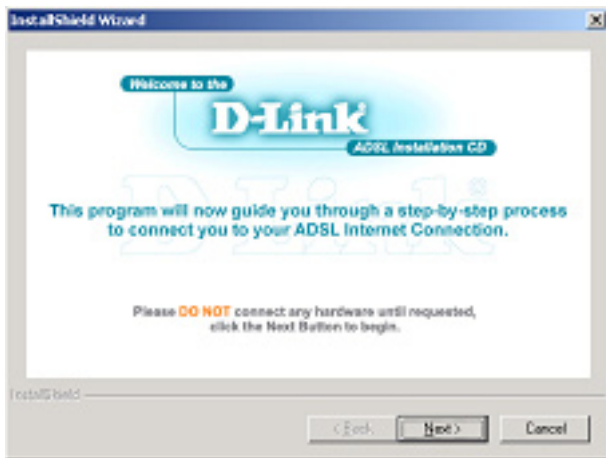 InstallShield Wizard
Welcome to the
D-Link
ADSL Installation CD
D-Link®
This program will now guide you through a step-by-step process
to connect you to your ADSL Internet Connection.
Please DO NOT connect any hardware until requested,
click the Next Button to begin.
InstallShield
< Back
Next >
Cancel